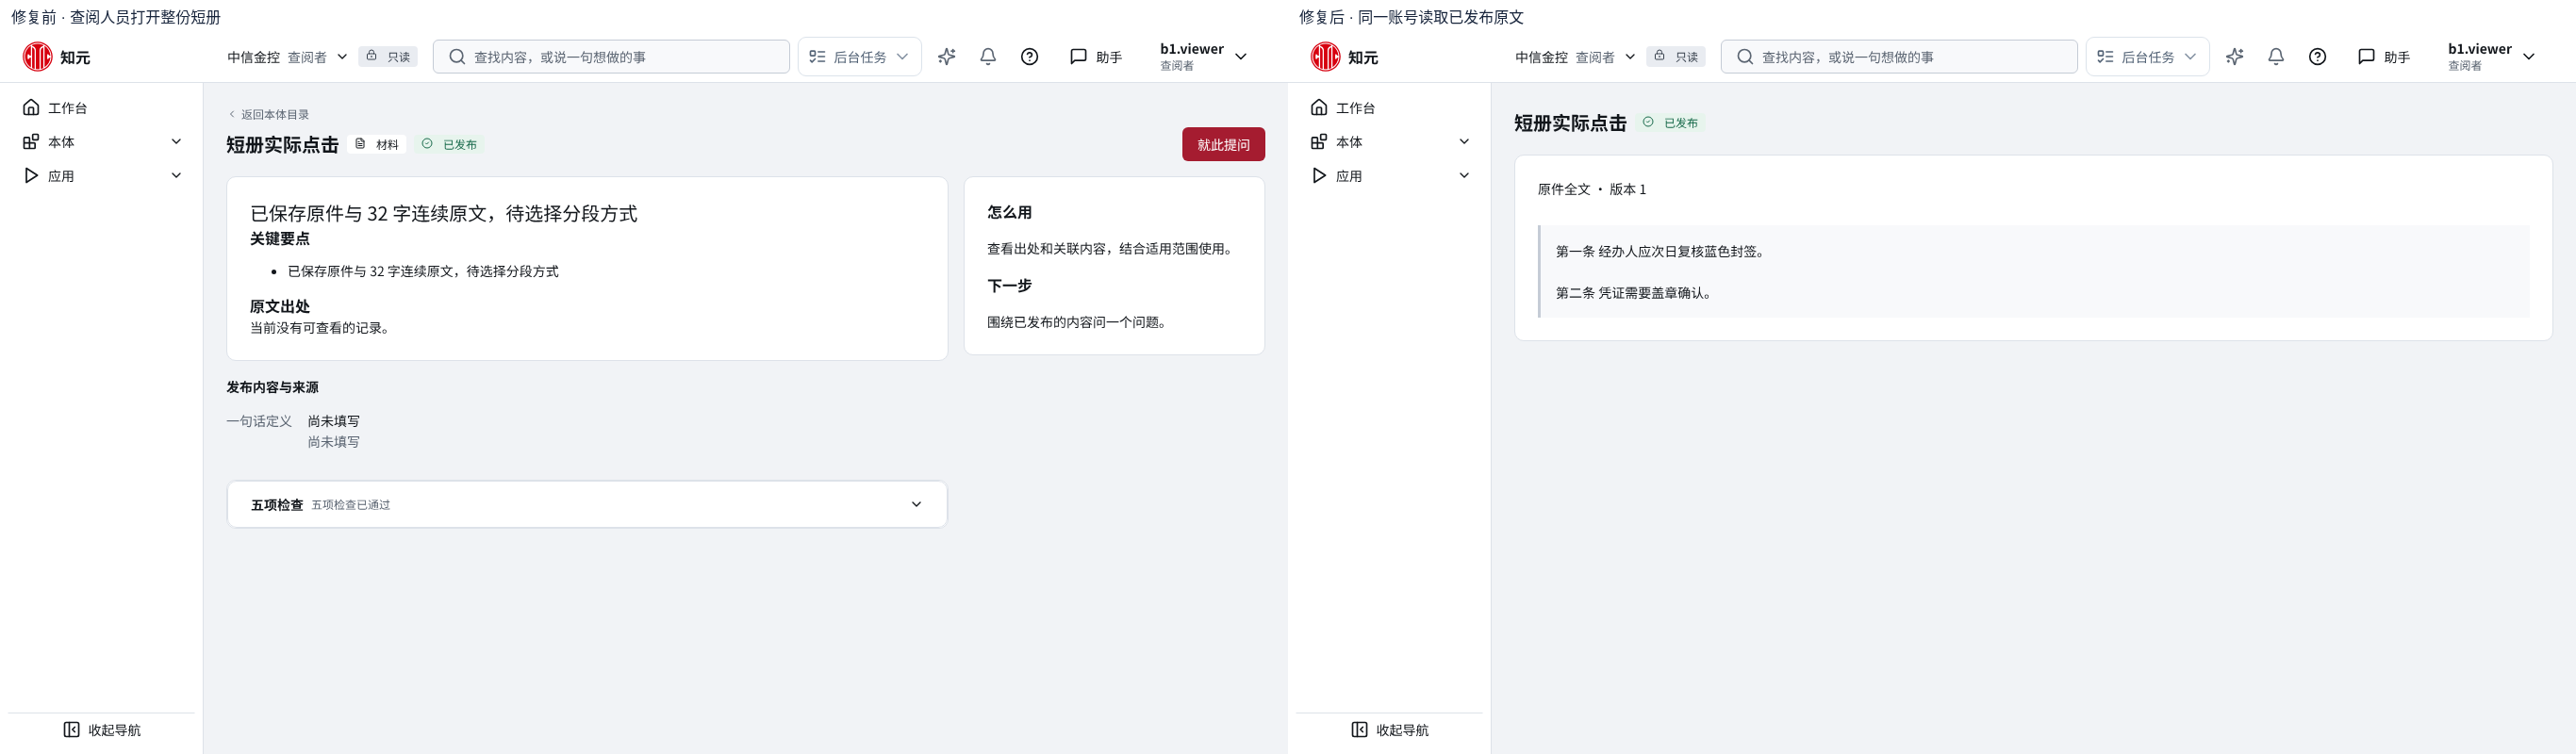 修复前 · 查阅人员打开整份短册
知元
中信金控 查阅者 只读 查找内容，或说一句想做的事 后台任务 助手 b1.viewer
查阅者
工作台
本体
应用
返回本体目录
短册实际点击 材料 已发布 就此提问
已保存原件与 32 字连续原文，待选择分段方式
关键要点
• 已保存原件与 32 字连续原文，待选择分段方式
原文出处
当前没有可查看的记录。
怎么用
查看出处和关联内容，结合适用范围使用。
下一步
围绕已发布的内容问一个问题。
发布内容与来源
一句话定义 尚未填写
尚未填写
五项检查 五项检查已通过
收起导航
修复后 · 同一账号读取已发布原文
知元
中信金控 查阅者 只读 查找内容，或说一句想做的事 后台任务 助手 b1.viewer
查阅者
工作台
本体
应用
短册实际点击 已发布
原件全文 · 版本 1
第一条 经办人应次日复核蓝色封签。
第二条 凭证需要盖章确认。
收起导航